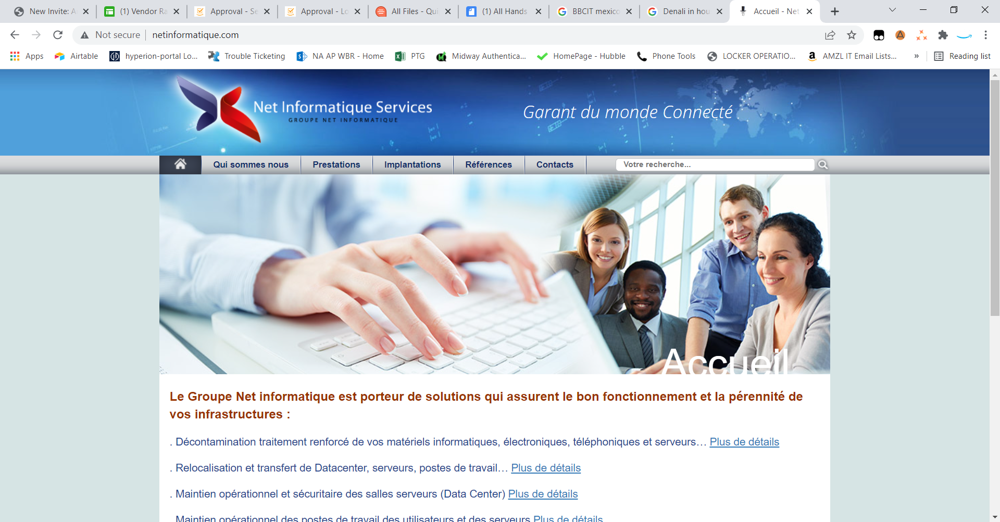 New Invite: A
(1) Vendor Ra
Approval - Se
Approval - Lo
All Files - Qui
(1) All Hands
BBCIT mexico
Denali in hou
Accueil - Net
Not secure
netinformatique.com
Apps
Airtable
hyperion-portal Lo...
Trouble Ticketing
NA AP WBR - Home
PTG
Midway Authentica...
HomePage - Hubble
Phone Tools
LOCKER OPERATIO...
AMZL IT Email Lists...
»
Reading list
Net Informatique Services
GROUPE NET INFORMATIQUE
Garant du monde Connecté
Qui sommes nous
Prestations
Implantations
Références
Contacts
Votre recherche...
Accueil
Le Groupe Net informatique est porteur de solutions qui assurent le bon fonctionnement et la pérennité de
vos infrastructures :
. Décontamination traitement renforcé de vos matériels informatiques, électroniques, téléphoniques et serveurs… Plus de détails
. Relocalisation et transfert de Datacenter, serveurs, postes de travail… Plus de détails
. Maintien opérationnel et sécuritaire des salles serveurs (Data Center) Plus de détails
. Maintien opérationnel des postes de travail des utilisateurs et des serveurs Plus de détails